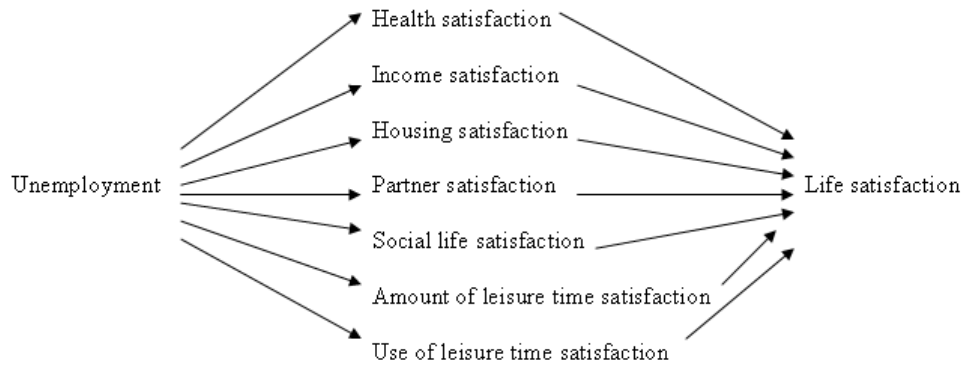 Health satisfaction
Income satisfaction
Housing satisfaction
Unemployment
Partner satisfaction
Life satisfaction
Social life satisfaction
Amount of leisure time satisfaction
Use of leisure time satisfaction